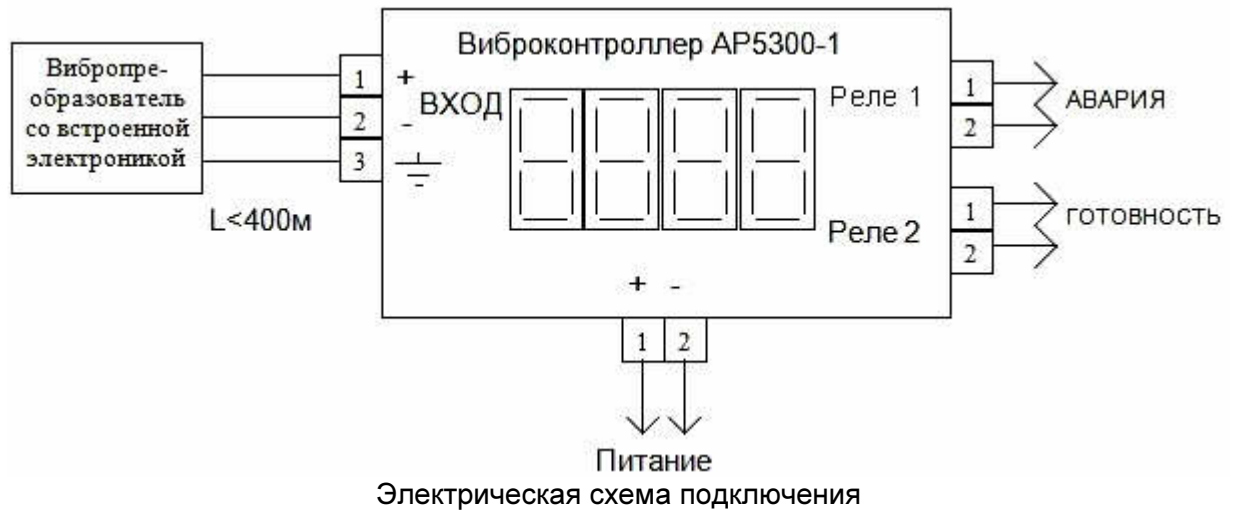 Виброконтроллер АР5300-1
Вибропре-
образователь
со встроенной
электроникой
1
2
3
+
ВХОД
-
L<400м
Реле 1
1
2
АВАРИЯ
Реле 2
1
2
ГОТОВНОСТЬ
+ -
1 2
Питание
Электрическая схема подключения